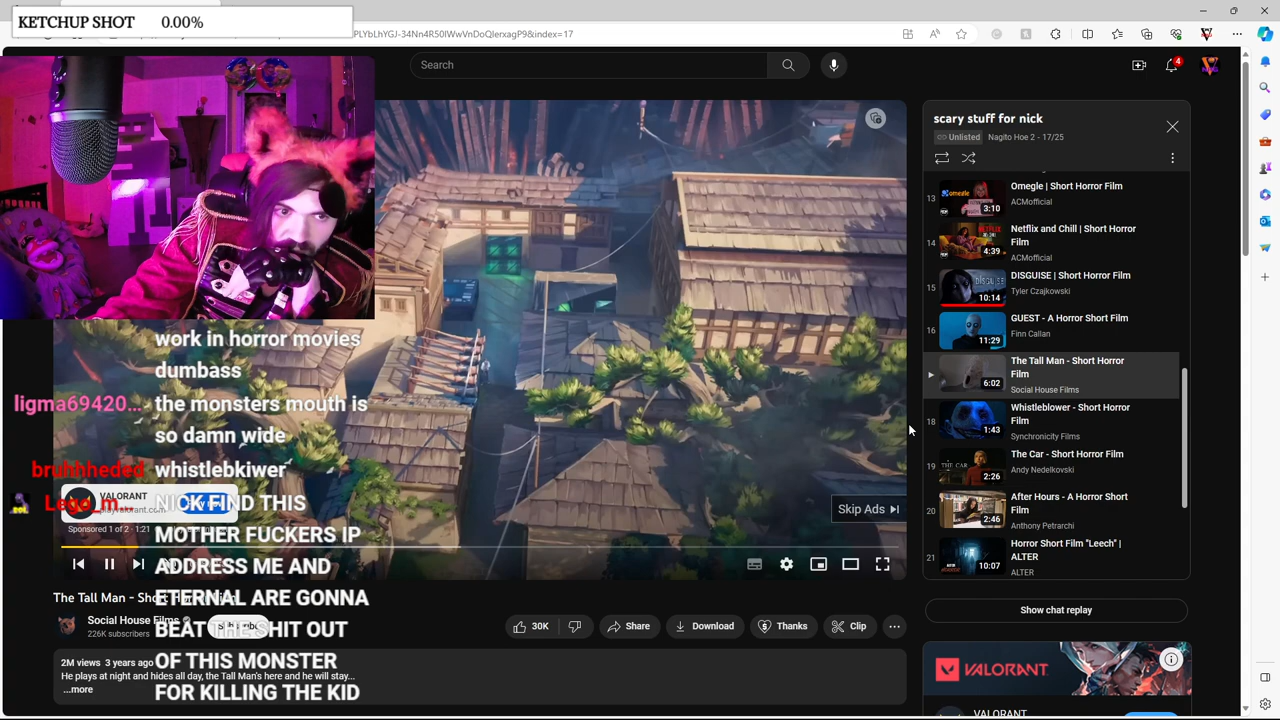 KETCHUP SHOT 0.00%
PLYbLhYGJ-34Nn4R50IWwVnDoQlerxagP9&index=17
Search
4
scary stuff for nick
Unlisted Nagito Hoe 2 - 17/25
13 Omegle | Short Horror Film
ACMofficial
3:10
14 Netflix and Chill | Short Horror
Film
ACMofficial
4:39
15 DISGUISE | Short Horror Film
Tyler Czajkowski
10:14
16 GUEST - A Horror Short Film
Finn Callan
11:29
The Tall Man - Short Horror
Film
Social House Films
6:02
18 Whistleblower - Short Horror
Film
Synchronicity Films
1:43
19 The Car - Short Horror Film
Andy Nedelkovski
2:26
20 After Hours - A Horror Short
Film
Anthony Petrarchi
2:46
21 Horror Short Film "Leech" |
ALTER
ALTER
10:07
Show chat replay
VALORANT
VALORANT
work in horror movies
dumbass
ligma69420... the monsters mouth is
so damn wide
bruhhheded whistlebkiwer
Lego_m... NICK FIND THIS
MOTHER FUCKERS IP
ADDRESS ME AND
ETERNAL ARE GONNA
BEAT THE SHIT OUT
OF THIS MONSTER
FOR KILLING THE KID
VALORANT
playvalorant.com
Sponsored 1 of 2 · 1:21
Skip Ads
The Tall Man - Short
Social House Films
226K subscribers
30K
Share
Download
Thanks
Clip
2M views 3 years ago
He plays at night and hides all day, the Tall Man's here and he will stay...
...more